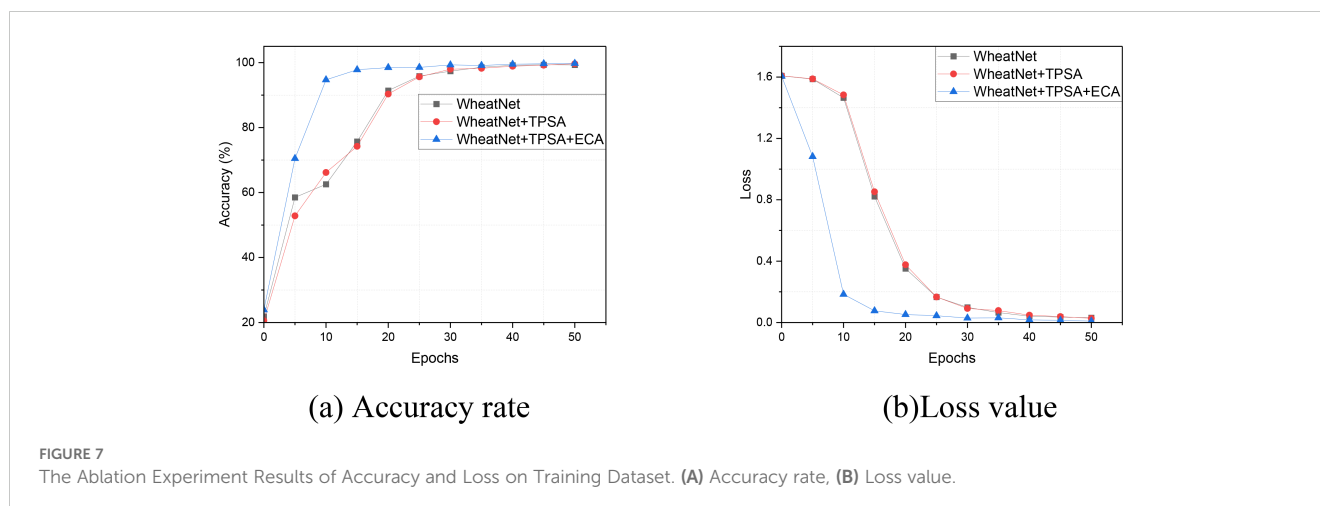 100
80
60
40
20
Accuracy (%)
WheatNet
WheatNet+TPSA
WheatNet+TPSA+ECA
0 10 20 30 40 50
Epochs
(a) Accuracy rate
1.6
1.2
0.8
0.4
0.0
Loss
WheatNet
WheatNet+TPSA
WheatNet+TPSA+ECA
0 10 20 30 40 50
Epochs
(b)Loss value
FIGURE 7
The Ablation Experiment Results of Accuracy and Loss on Training Dataset. (A) Accuracy rate, (B) Loss value.